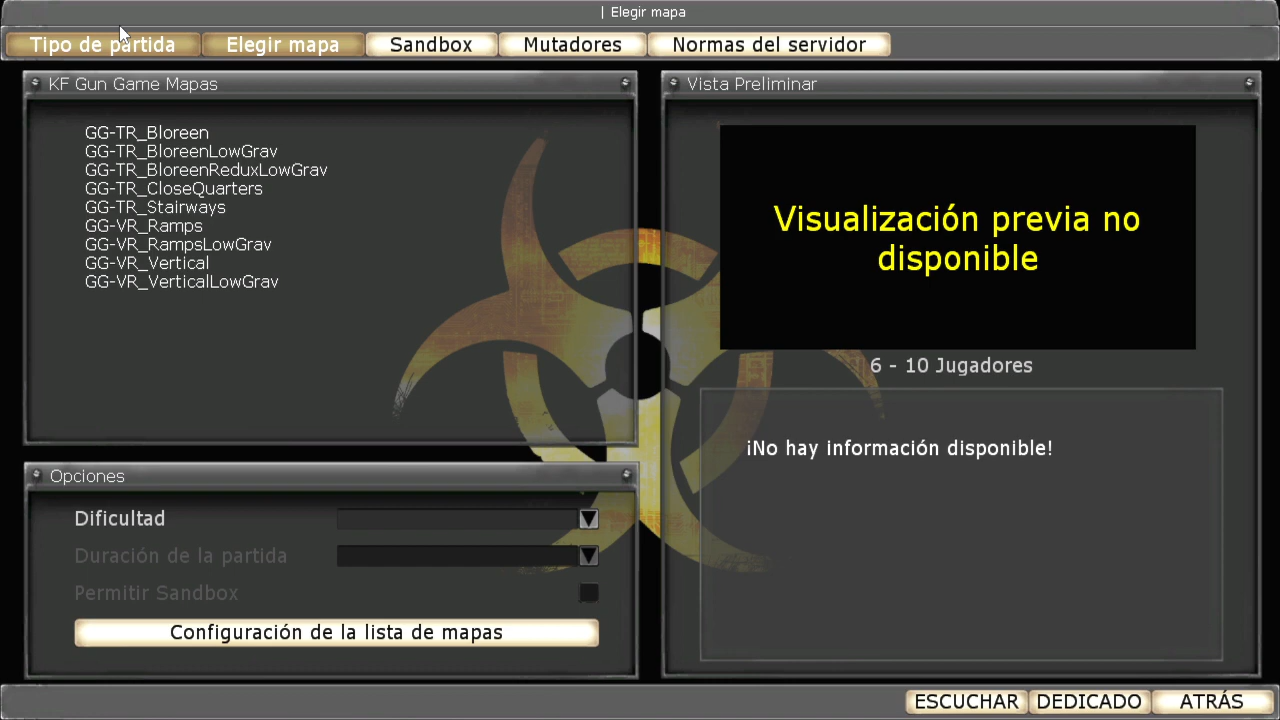 | Elegir mapa
Tipo de partida
Elegir mapa
Sandbox
Mutadores
Normas del servidor
KF Gun Game Mapas
GG-TR_Bloreen
GG-TR_BloreenLowGrav
GG-TR_BloreenReduxLowGrav
GG-TR_CloseQuarters
GG-TR_Stairways
GG-VR_Ramps
GG-VR_RampsLowGrav
GG-VR_Vertical
GG-VR_VerticalLowGrav
Opciones
Dificultad
Duración de la partida
Permitir Sandbox
Configuración de la lista de mapas
Vista Preliminar
Visualización previa no
disponible
6 - 10 Jugadores
¡No hay información disponible!
ESCUCHAR
DEDICADO
ATRÁS